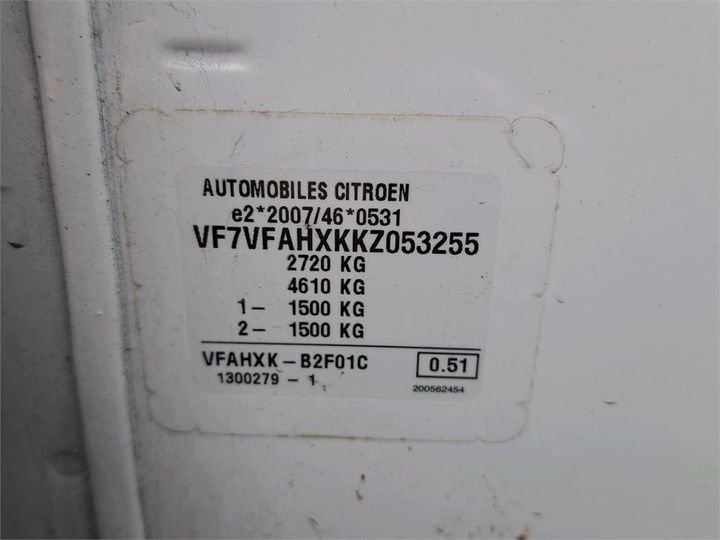 AUTOMOBILES CITROEN
e2*2007/46*0531
VF7VFAHXKKZ053255
2720 KG
4610 KG
1- 1500 KG
2- 1500 KG
VFAHXK-B2F01C 0.51
1300279-1 200562454